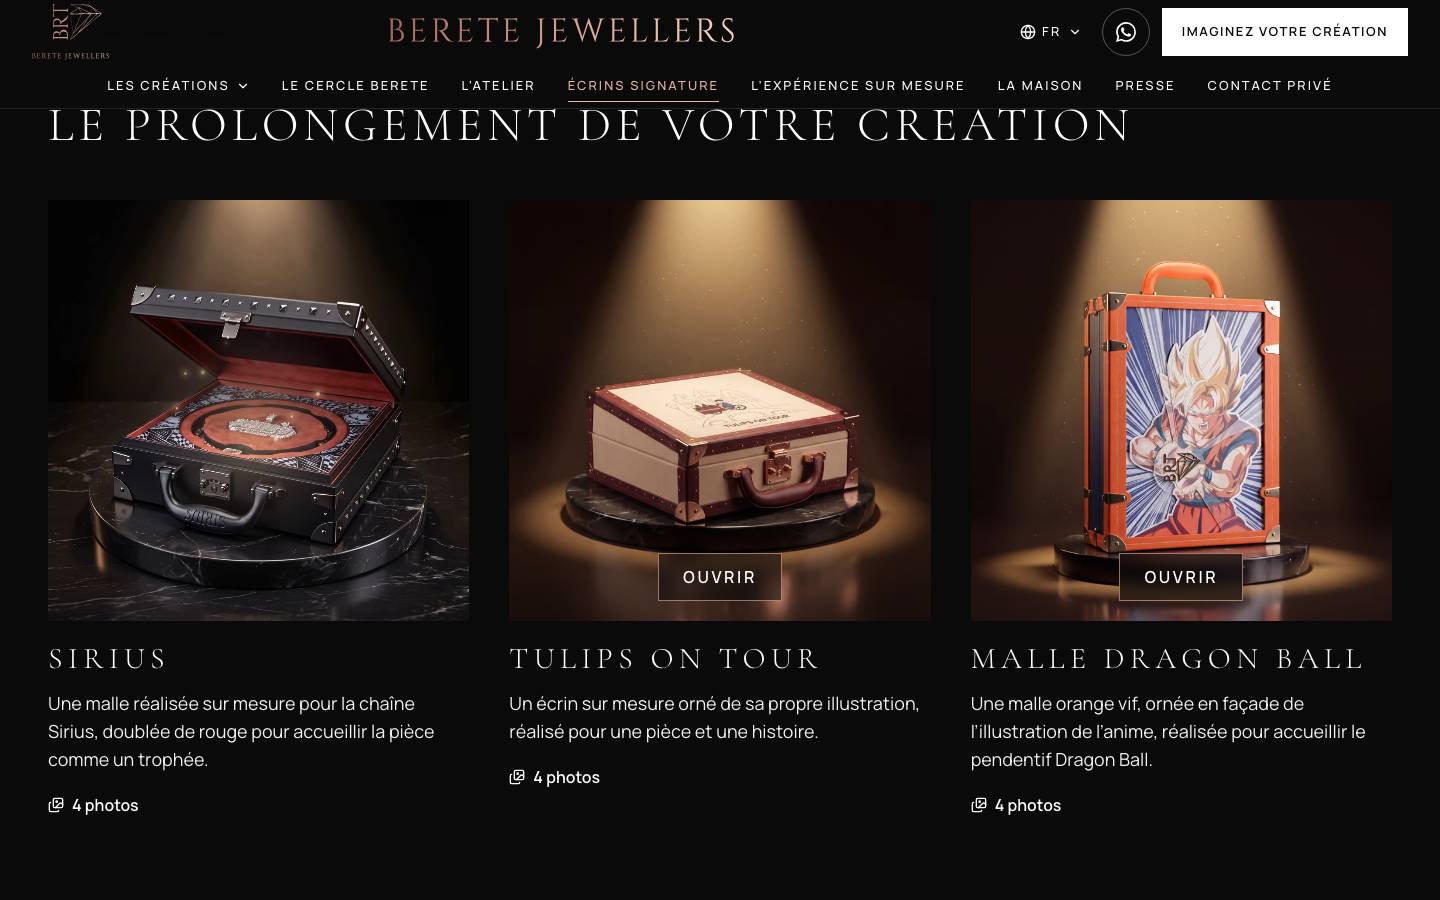 BRT
BERETE JEWELLERS
BERETE JEWELLERS
FR
IMAGINEZ VOTRE CRÉATION
LES CRÉATIONS
LE CERCLE BERETE
L'ATELIER
ÉCRINS SIGNATURE
L'EXPÉRIENCE SUR MESURE
LA MAISON
PRESSE
CONTACT PRIVÉ
LE PROLONGEMENT DE VOTRE CRÉATION
SIRIUS
TULIPS ON TOUR
BRT
OUVRIR
OUVRIR
SIRIUS
Une malle réalisée sur mesure pour la chaîne
Sirius, doublée de rouge pour accueillir la pièce
comme un trophée.
4 photos
TULIPS ON TOUR
Un écrin sur mesure orné de sa propre illustration,
réalisé pour une pièce et une histoire.
4 photos
MALLE DRAGON BALL
Une malle orange vif, ornée en façade de
l'illustration de l'anime, réalisée pour accueillir le
pendentif Dragon Ball.
4 photos